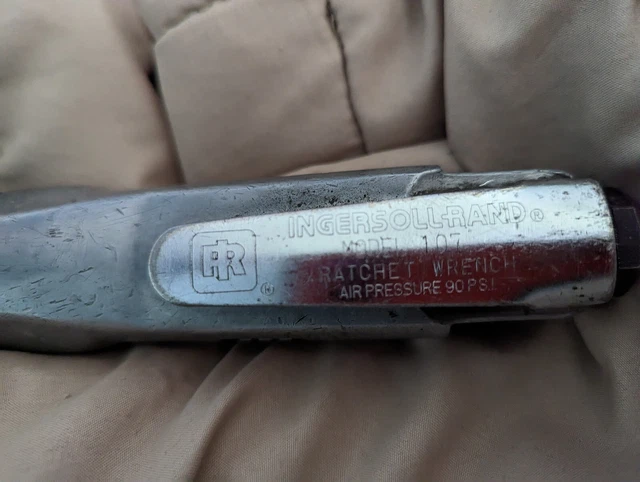 INGERSOLL-RAND®
MODEL 107
RATCHET WRENCH
AIR PRESSURE 90 P.S.I.
IR ®